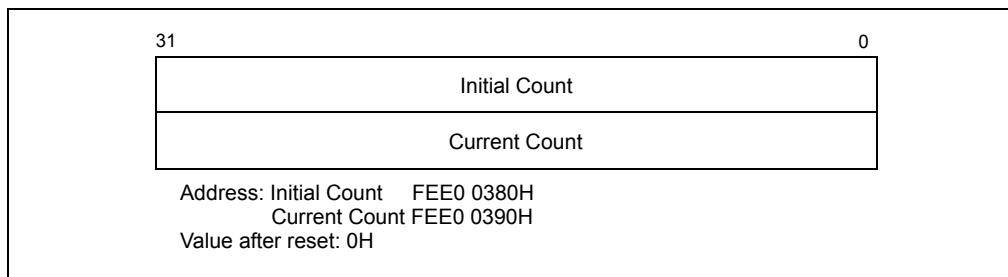 31 0
Initial Count
Current Count
Address: Initial Count FEE0 0380H
Current Count FEE0 0390H
Value after reset: 0H